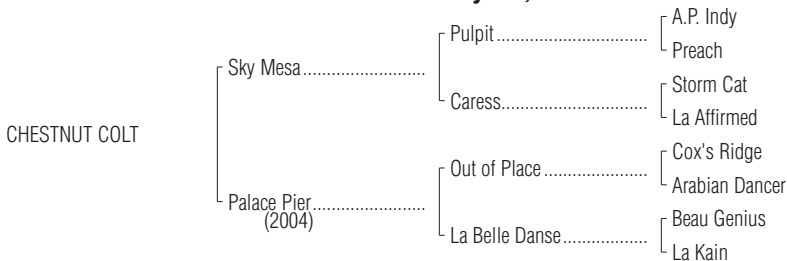 A.P. Indy
Pulpit
Preach
Sky Mesa
Storm Cat
Caress
La Affirmed
CHESTNUT COLT
Cox's Ridge
Out of Place
Arabian Dancer
Palace Pier
(2004)
Beau Genius
La Belle Danse
La Kain